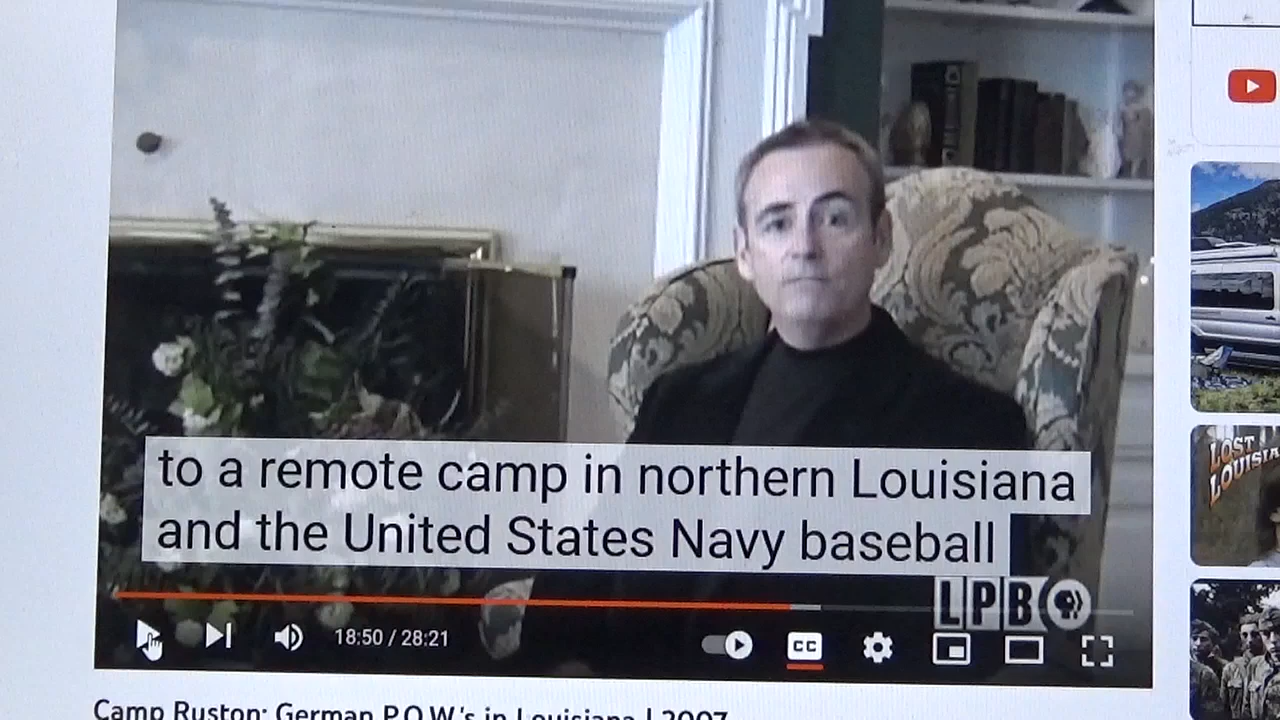 to a remote camp in northern Louisiana
and the United States Navy baseball
LPB
18:50 / 28:21
CC
Camp Ruston: German P.O.W.'s in Louisiana | 2007
LOST